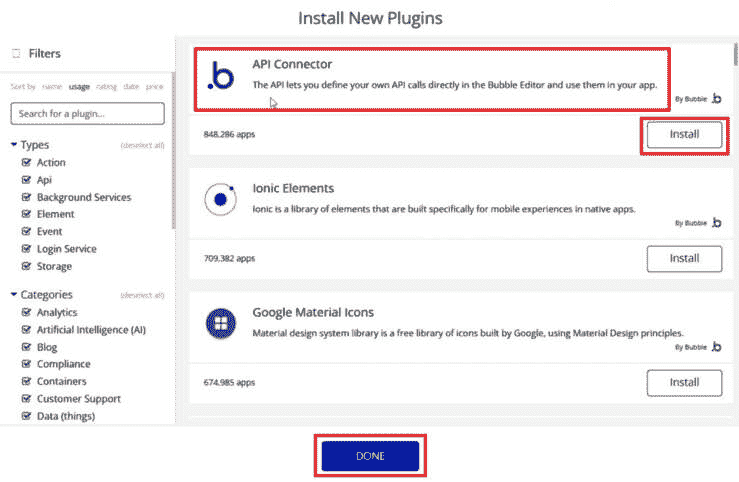 Install New Plugins
Filters
Sort by name usage rating date price
Search for a plugin...
Types (deselect all)
Action
Api
Background Services
Element
Event
Login Service
Storage
Categories (deselect all)
Analytics
Artificial Intelligence (AI)
Blog
Compliance
Containers
Customer Support
Data (things)
API Connector
The API lets you define your own API calls directly in the Bubble Editor and use them in your app.
By Bubble .b
848,286 apps
Install
Ionic Elements
Ionic is a library of elements that are built specifically for mobile experiences in native apps.
By Bubble .b
709,382 apps
Install
Google Material Icons
Material design system library is a free library of icons built by Google, using Material Design principles.
By Bubble .b
674,985 apps
Install
DONE